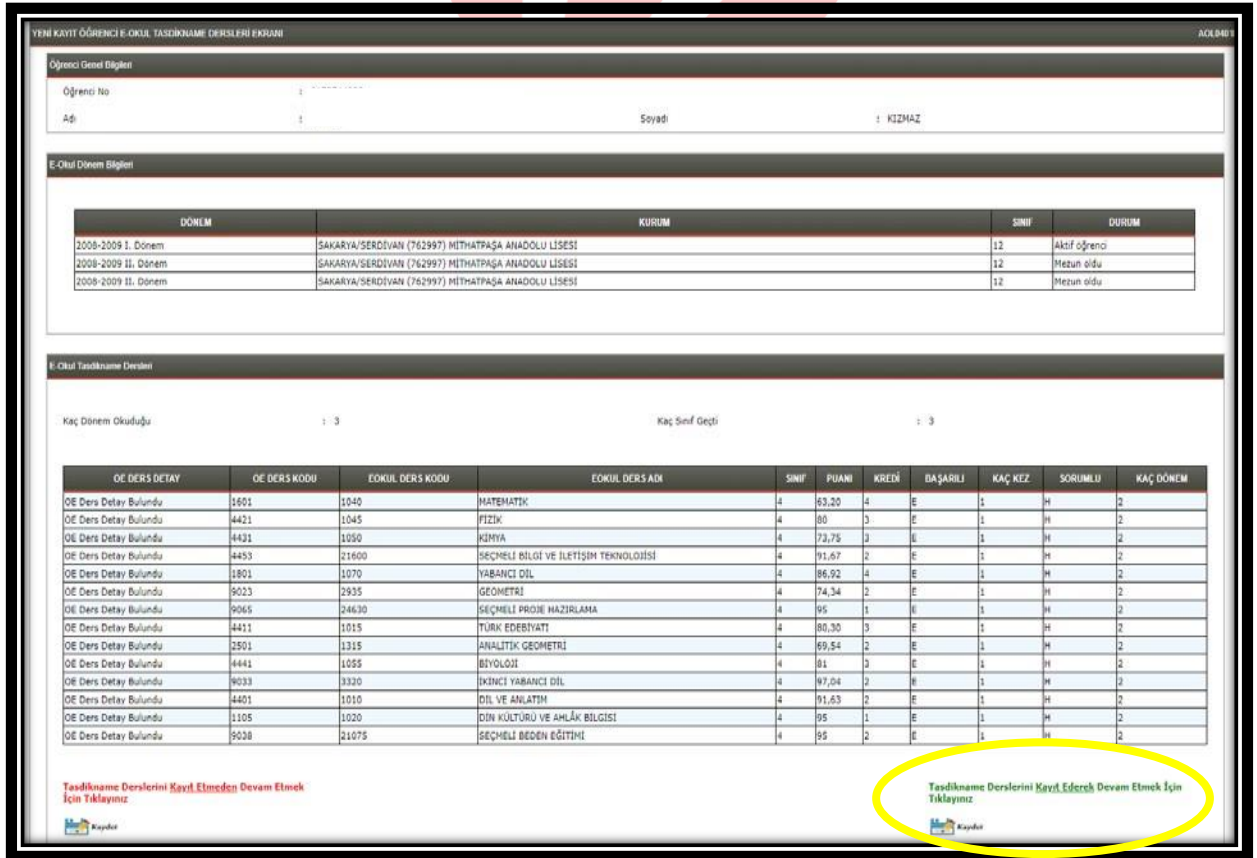 YENİ KAYIT ÖĞRENCİ E-OKUL TASDİKNAME DERSLERİ EKRANI AOL0401
Öğrenci Genel Bilgileri
Öğrenci No :
Adı : Soyadı : KIZMAZ
E-Okul Dönem Bilgileri
DÖNEM KURUM SINIF DURUM
2008-2009 I. Dönem SAKARYA/SERDİVAN (762997) MİTHATPAŞA ANADOLU LİSESİ 12 Aktif öğrenci
2008-2009 II. Dönem SAKARYA/SERDİVAN (762997) MİTHATPAŞA ANADOLU LİSESİ 12 Mezun oldu
2008-2009 II. Dönem SAKARYA/SERDİVAN (762997) MİTHATPAŞA ANADOLU LİSESİ 12 Mezun oldu
E-Okul Tasdikname Dersleri
Kaç Dönem Okuduğu : 3 Kaç Sınıf Geçti : 3
OE DERS DETAY OE DERS KODU EOKUL DERS KODU EOKUL DERS ADI SINIF PUANI KREDİ BAŞARILI KAÇ KEZ SORUMLU KAÇ DÖNEM
OE Ders Detay Bulundu 1601 1040 MATEMATİK 4 63,20 4 E 1 H 2
OE Ders Detay Bulundu 4421 1045 FİZİK 4 80 3 E 1 H 2
OE Ders Detay Bulundu 4431 1050 KİMYA 4 73,75 3 E 1 H 2
OE Ders Detay Bulundu 4453 21600 SEÇMELİ BİLGİ VE İLETİŞİM TEKNOLOJİSİ 4 91,67 2 E 1 H 2
OE Ders Detay Bulundu 1801 1070 YABANCI DİL 4 86,92 4 E 1 H 2
OE Ders Detay Bulundu 9023 2935 GEOMETRİ 4 74,34 2 E 1 H 2
OE Ders Detay Bulundu 9065 24630 SEÇMELİ PROJE HAZIRLAMA 4 95 1 E 1 H 2
OE Ders Detay Bulundu 4411 1015 TÜRK EDEBİYATI 4 80,30 3 E 1 H 2
OE Ders Detay Bulundu 2501 1315 ANALİTİK GEOMETRİ 4 69,54 2 E 1 H 2
OE Ders Detay Bulundu 4441 1055 BİYOLOJİ 4 81 3 E 1 H 2
OE Ders Detay Bulundu 9033 3320 İKİNCİ YABANCI DİL 4 97,04 2 E 1 H 2
OE Ders Detay Bulundu 4401 1010 DİL VE ANLATIM 4 91,63 2 E 1 H 2
OE Ders Detay Bulundu 1105 1020 DİN KÜLTÜRÜ VE AHLÂK BİLGİSİ 4 95 1 E 1 H 2
OE Ders Detay Bulundu 9038 21075 SEÇMELİ BEDEN EĞİTİMİ 4 95 2 E 1 H 2
Tasdikname Derslerini Kayıt Etmeden Devam Etmek
İçin Tıklayınız
Kaydet
Tasdikname Derslerini Kayıt Ederek Devam Etmek İçin
Tıklayınız
Kaydet